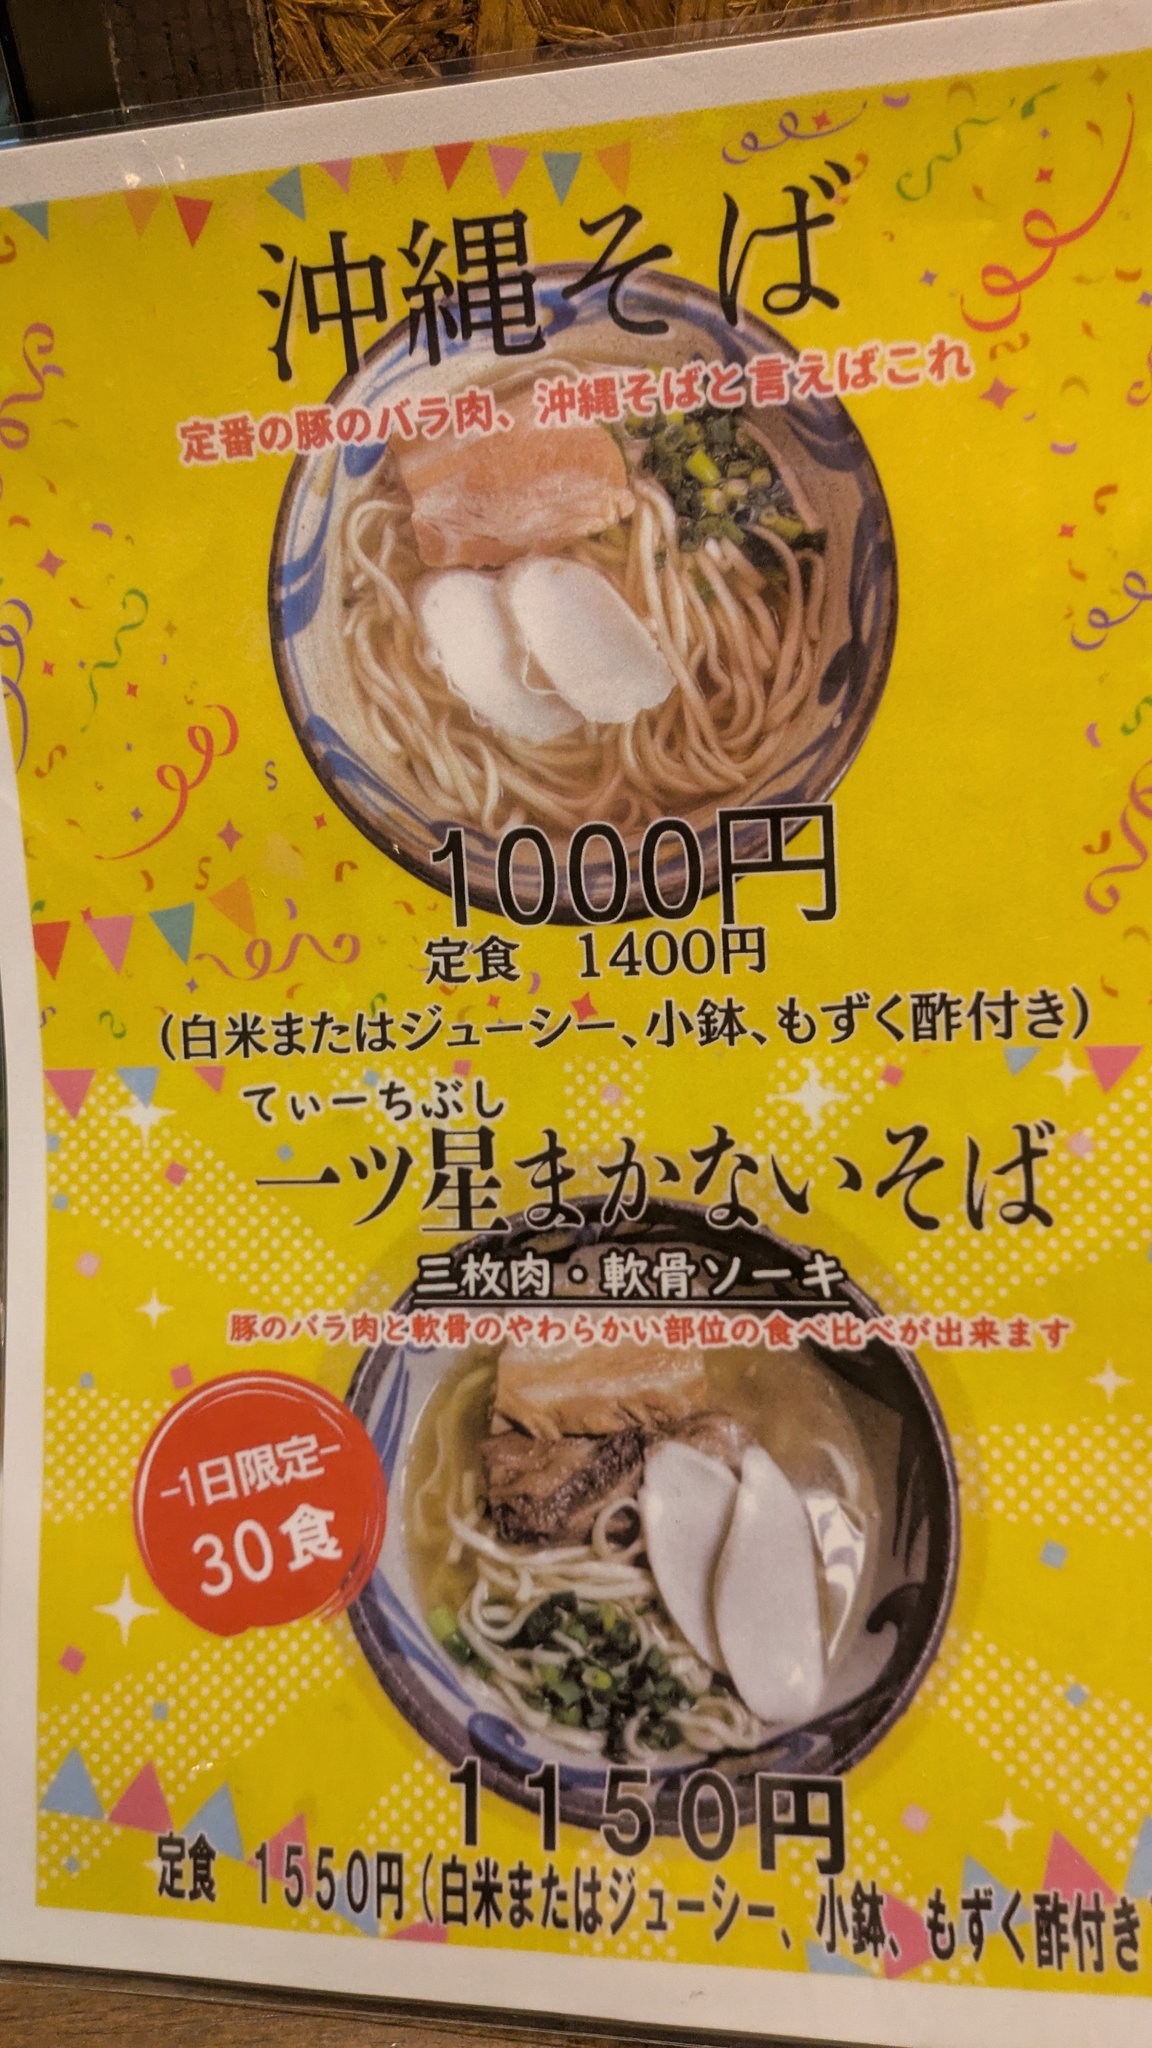 沖縄そば
定番の豚のバラ肉、沖縄そばと言えばこれ
1000円
定食 1400円
(白米またはジューシー、小鉢、もずく酢付き)
てぃーちぶし
一ツ星まかないそば
三枚肉・軟骨ソーキ
豚のバラ肉と軟骨のやわらかい部位の食べ比べが出来ます
-1日限定-
30食
1150円
定食 1550円(白米またはジューシー、小鉢、もずく酢付き